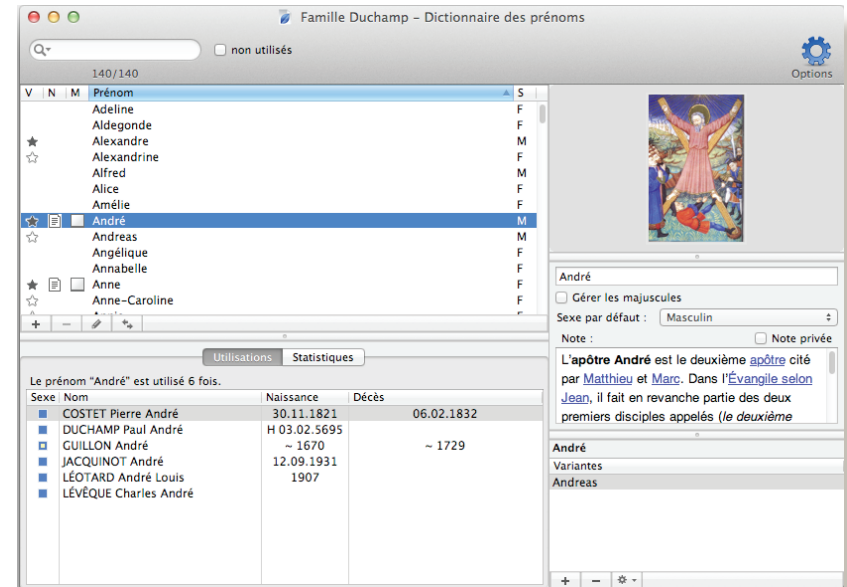 Famille Duchamp – Dictionnaire des prénoms
non utilisés
140/140
Options
V N M Prénom S
Adeline F
Aldegonde F
Alexandre M
Alexandrine F
Alfred M
Alice F
Amélie F
André M
Andreas M
Angélique F
Annabelle F
Anne F
Anne-Caroline F
Utilisations Statistiques
Le prénom "André" est utilisé 6 fois.
Sexe Nom Naissance Décès
COSTET Pierre André 30.11.1821 06.02.1832
DUCHAMP Paul André H 03.02.5695
GUILLON André ~ 1670 ~ 1729
JACQUINOT André 12.09.1931
LÉOTARD André Louis 1907
LÉVÊQUE Charles André
André
Gérer les majuscules
Sexe par défaut : Masculin
Note : Note privée
L'apôtre André est le deuxième apôtre cité
par Matthieu et Marc. Dans l'Évangile selon
Jean, il fait en revanche partie des deux
premiers disciples appelés (le deuxième
André
Variantes
Andreas